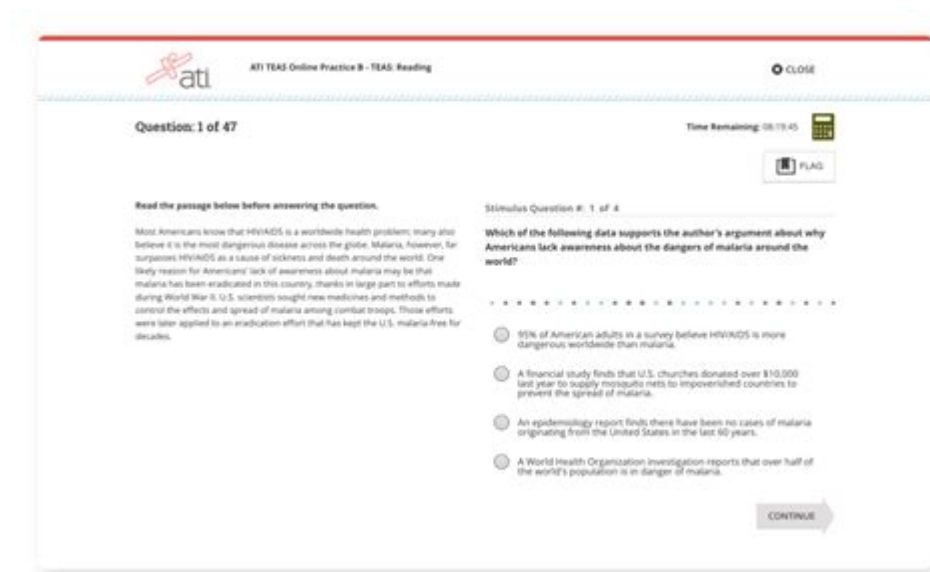 ati
ATI TEAS Online Practice B - TEAS: Reading
CLOSE
Question: 1 of 47
Time Remaining: 08:19:45
FLAG
Read the passage below before answering the question.
Most Americans know that HIV/AIDS is a worldwide health problem; many also
believe it is the most dangerous disease across the globe. Malaria, however, far
surpasses HIV/AIDS as a cause of sickness and death around the world. One
likely reason for Americans' lack of awareness about malaria may be that
malaria has been eradicated in this country, thanks in large part to efforts made
during World War II. U.S. scientists sought new medicines and methods to
control the effects and spread of malaria among combat troops. Those efforts
were later applied to an eradication effort that has kept the U.S. malaria-free for
decades.
Stimulus Question #: 1 of 4
Which of the following data supports the author's argument about why
Americans lack awareness about the dangers of malaria around the
world?
95% of American adults in a survey believe HIV/AIDS is more
dangerous worldwide than malaria.
A financial study finds that U.S. churches donated over $10,000
last year to supply mosquito nets to impoverished countries to
prevent the spread of malaria.
An epidemiology report finds there have been no cases of malaria
originating from the United States in the last 60 years.
A World Health Organization investigation reports that over half of
the world's population is in danger of malaria.
CONTINUE